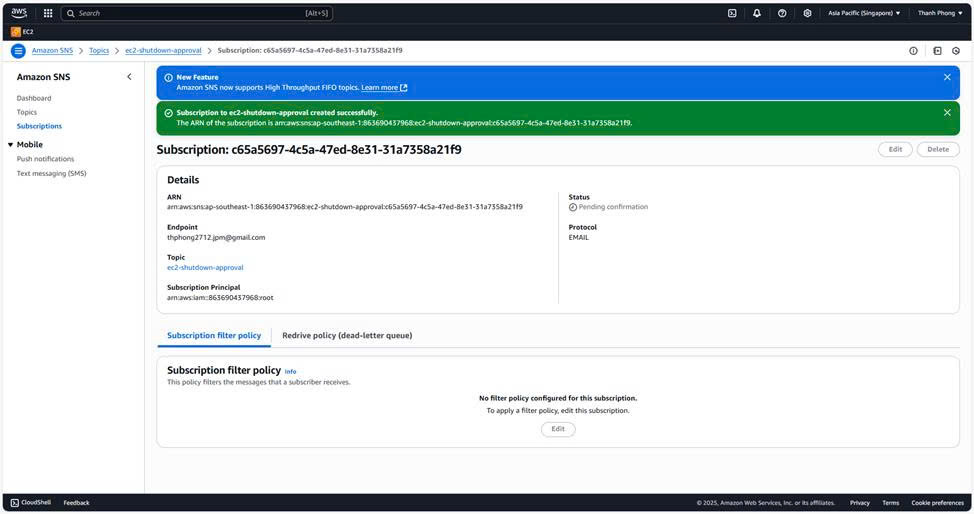 aws
Search [Alt+S]
Asia Pacific (Singapore)
Thanh Phong
EC2
Amazon SNS > Topics > ec2-shutdown-approval > Subscription: c65a5697-4c5a-47ed-8e31-31a7358a21f9
Amazon SNS
Dashboard
Topics
Subscriptions
Mobile
Push notifications
Text messaging (SMS)
New Feature
Amazon SNS now supports High Throughput FIFO topics. Learn more
Subscription to ec2-shutdown-approval created successfully.
The ARN of the subscription is arn:aws:sns:ap-southeast-1:863690437968:ec2-shutdown-approval:c65a5697-4c5a-47ed-8e31-31a7358a21f9.
Subscription: c65a5697-4c5a-47ed-8e31-31a7358a21f9
Edit
Delete
Details
ARN
arn:aws:sns:ap-southeast-1:863690437968:ec2-shutdown-approval:c65a5697-4c5a-47ed-8e31-31a7358a21f9
Endpoint
thphong2712.jpm@gmail.com
Topic
ec2-shutdown-approval
Subscription Principal
arn:aws:iam::863690437968:root
Status
Pending confirmation
Protocol
EMAIL
Subscription filter policy
Redrive policy (dead-letter queue)
Subscription filter policy Info
This policy filters the messages that a subscriber receives.
No filter policy configured for this subscription.
To apply a filter policy, edit this subscription.
Edit
CloudShell
Feedback
© 2025, Amazon Web Services, Inc. or its affiliates.
Privacy
Terms
Cookie preferences